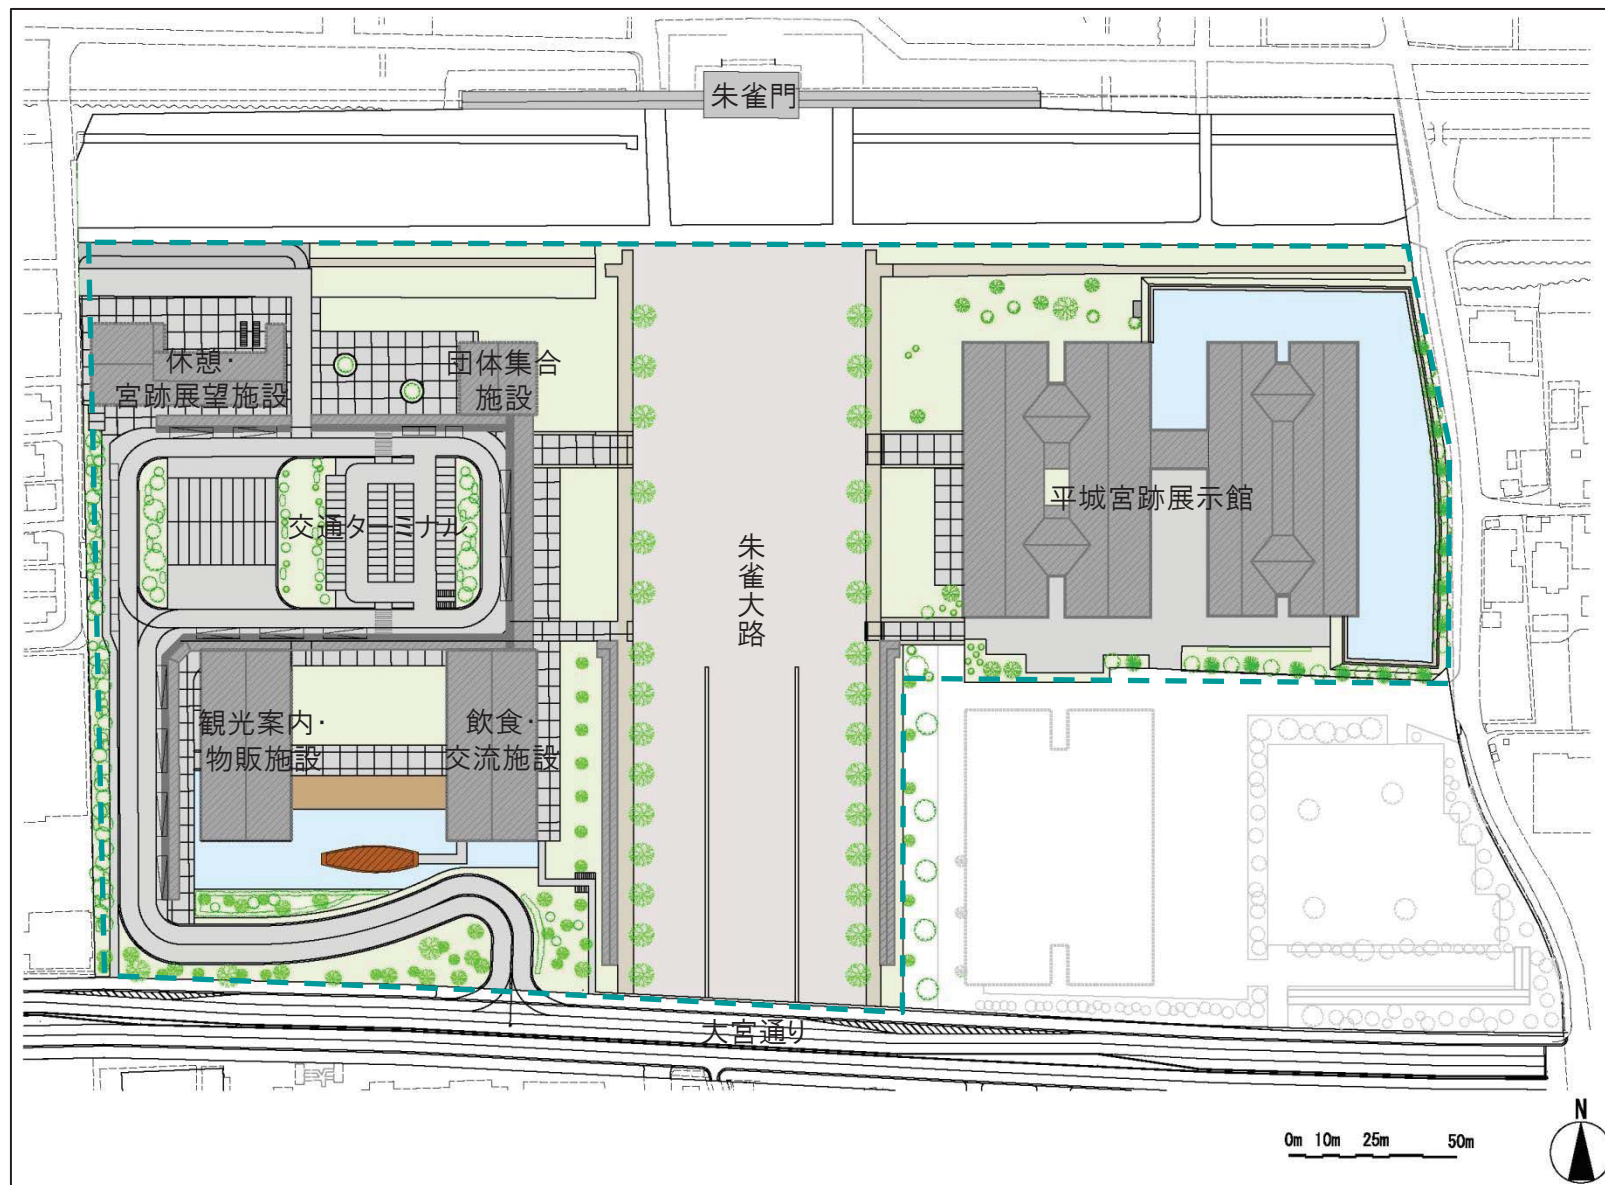 朱雀門
休憩・
宮跡展望施設
団体集合
施設
交通ターミナル
平城宮跡展示館
朱雀大路
観光案内・
物販施設
飲食・
交流施設
大宮通り
0m 10m 25m 50m
N